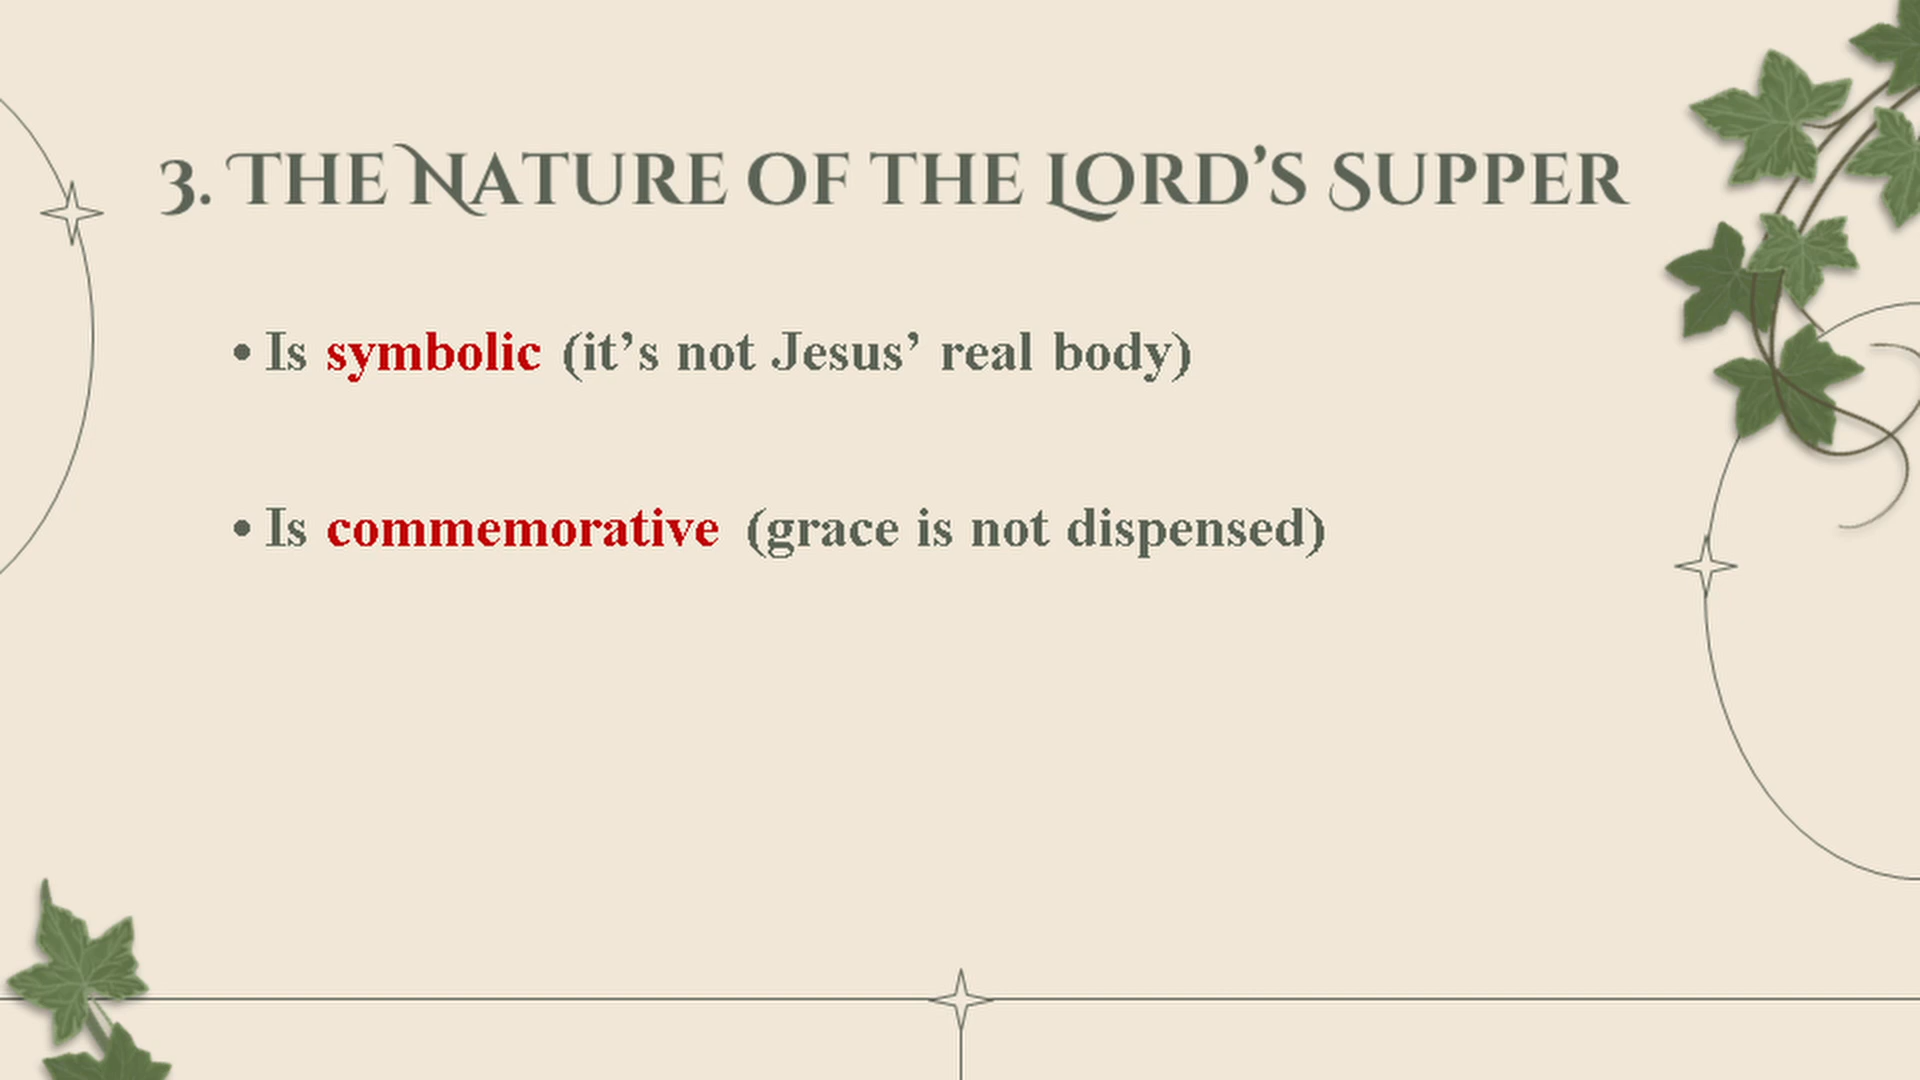 3. The Nature of the Lord’s Supper
• Is symbolic (it’s not Jesus’ real body)
• Is commemorative (grace is not dispensed)